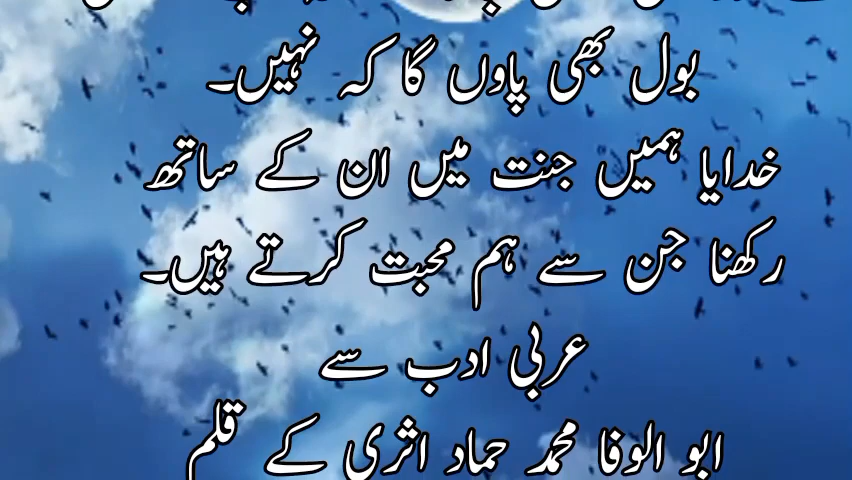 بول بھی پاوں گا کہ نہیں۔
خدایا ہمیں جنت میں ان کے ساتھ
رکھنا جن سے ہم محبت کرتے ہیں۔
عربی ادب سے
ابو الوفا محمد حماد اثری کے قلم